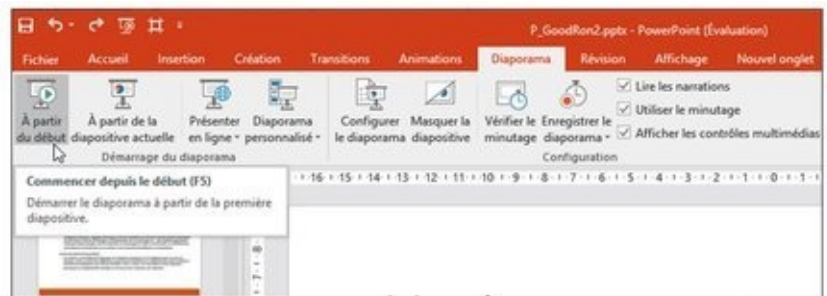 P_GoodRon2.pptx - PowerPoint (Évaluation)
Fichier Accueil Insertion Création Transitions Animations Diaporama Révision Affichage Nouvel onglet
À partir du début
À partir de la diapositive actuelle
Présenter en ligne
Diaporama personnalisé
Configurer le diaporama
Masquer la diapositive
Vérifier le minutage
Enregistrer le diaporama
Lire les narrations
Utiliser le minutage
Afficher les contrôles multimédias
Démarrage du diaporama
Configuration
Commencer depuis le début (F5)
Démarrer le diaporama à partir de la première
diapositive.
16 15 14 13 12 11 10 9 8 7 6 5 4 3 2 1 0 1